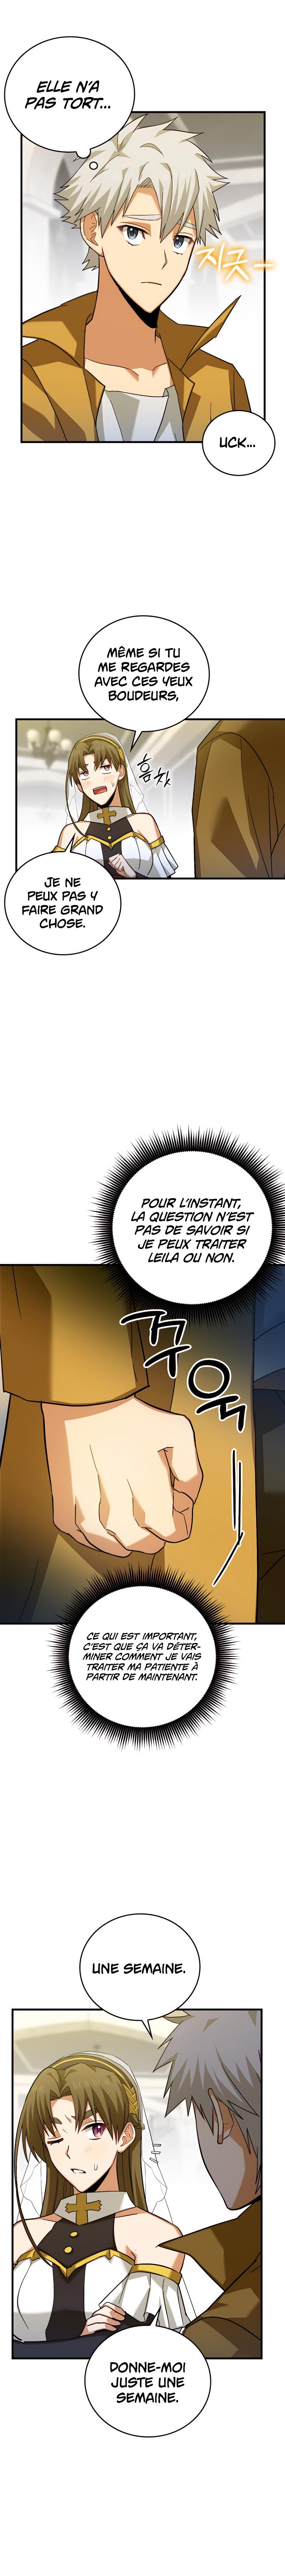 ELLE N'A
PAS TORT...
지긋
UCK...
MÊME SI TU
ME REGARDES
AVEC CES YEUX
BOUDEURS,
흠칫
JE NE
PEUX PAS Y
FAIRE GRAND
CHOSE.
POUR L'INSTANT,
LA QUESTION N'EST
PAS DE SAVOIR SI
JE PEUX TRAITER
LEILA OU NON.
꾸욱
CE QUI EST IMPORTANT,
C'EST QUE ÇA VA DÉTER-
MINER COMMENT JE VAIS
TRAITER MA PATIENTE À
PARTIR DE MAINTENANT.
UNE SEMAINE.
DONNE-MOI
JUSTE UNE
SEMAINE.